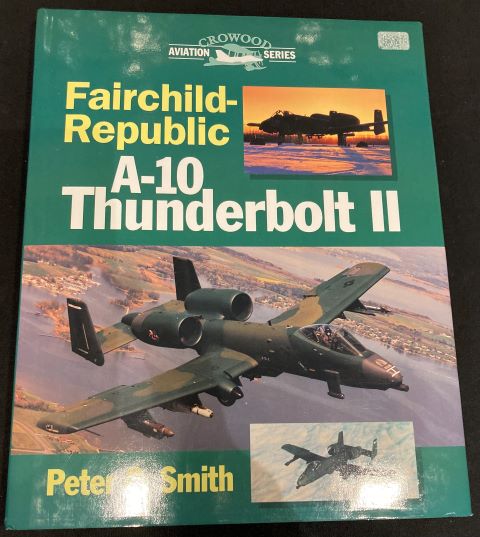 CROWOOD
AVIATION SERIES
Fairchild-
Republic
A-10
Thunderbolt II
Peter Smith